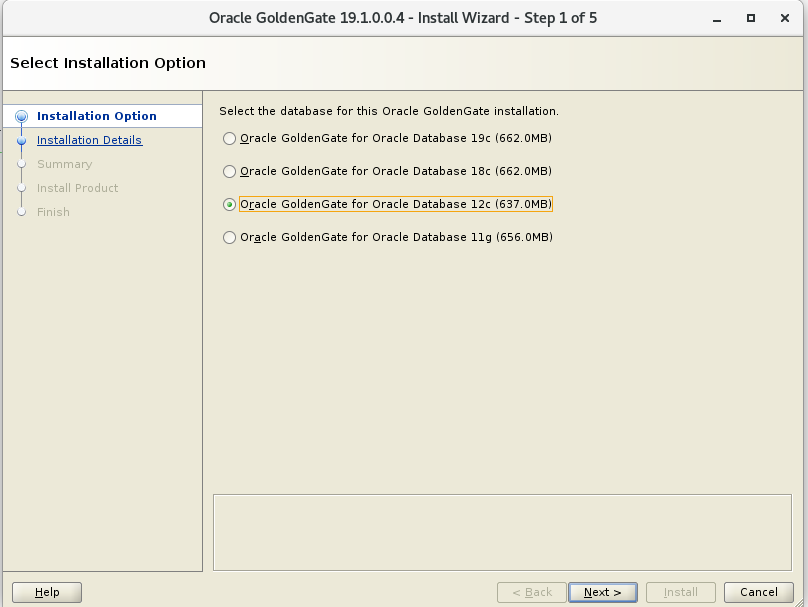 Oracle GoldenGate 19.1.0.0.4 - Install Wizard - Step 1 of 5
Select Installation Option
Installation Option
Installation Details
Summary
Install Product
Finish
Select the database for this Oracle GoldenGate installation.
Oracle GoldenGate for Oracle Database 19c (662.0MB)
Oracle GoldenGate for Oracle Database 18c (662.0MB)
Oracle GoldenGate for Oracle Database 12c (637.0MB)
Oracle GoldenGate for Oracle Database 11g (656.0MB)
Help
< Back
Next >
Install
Cancel